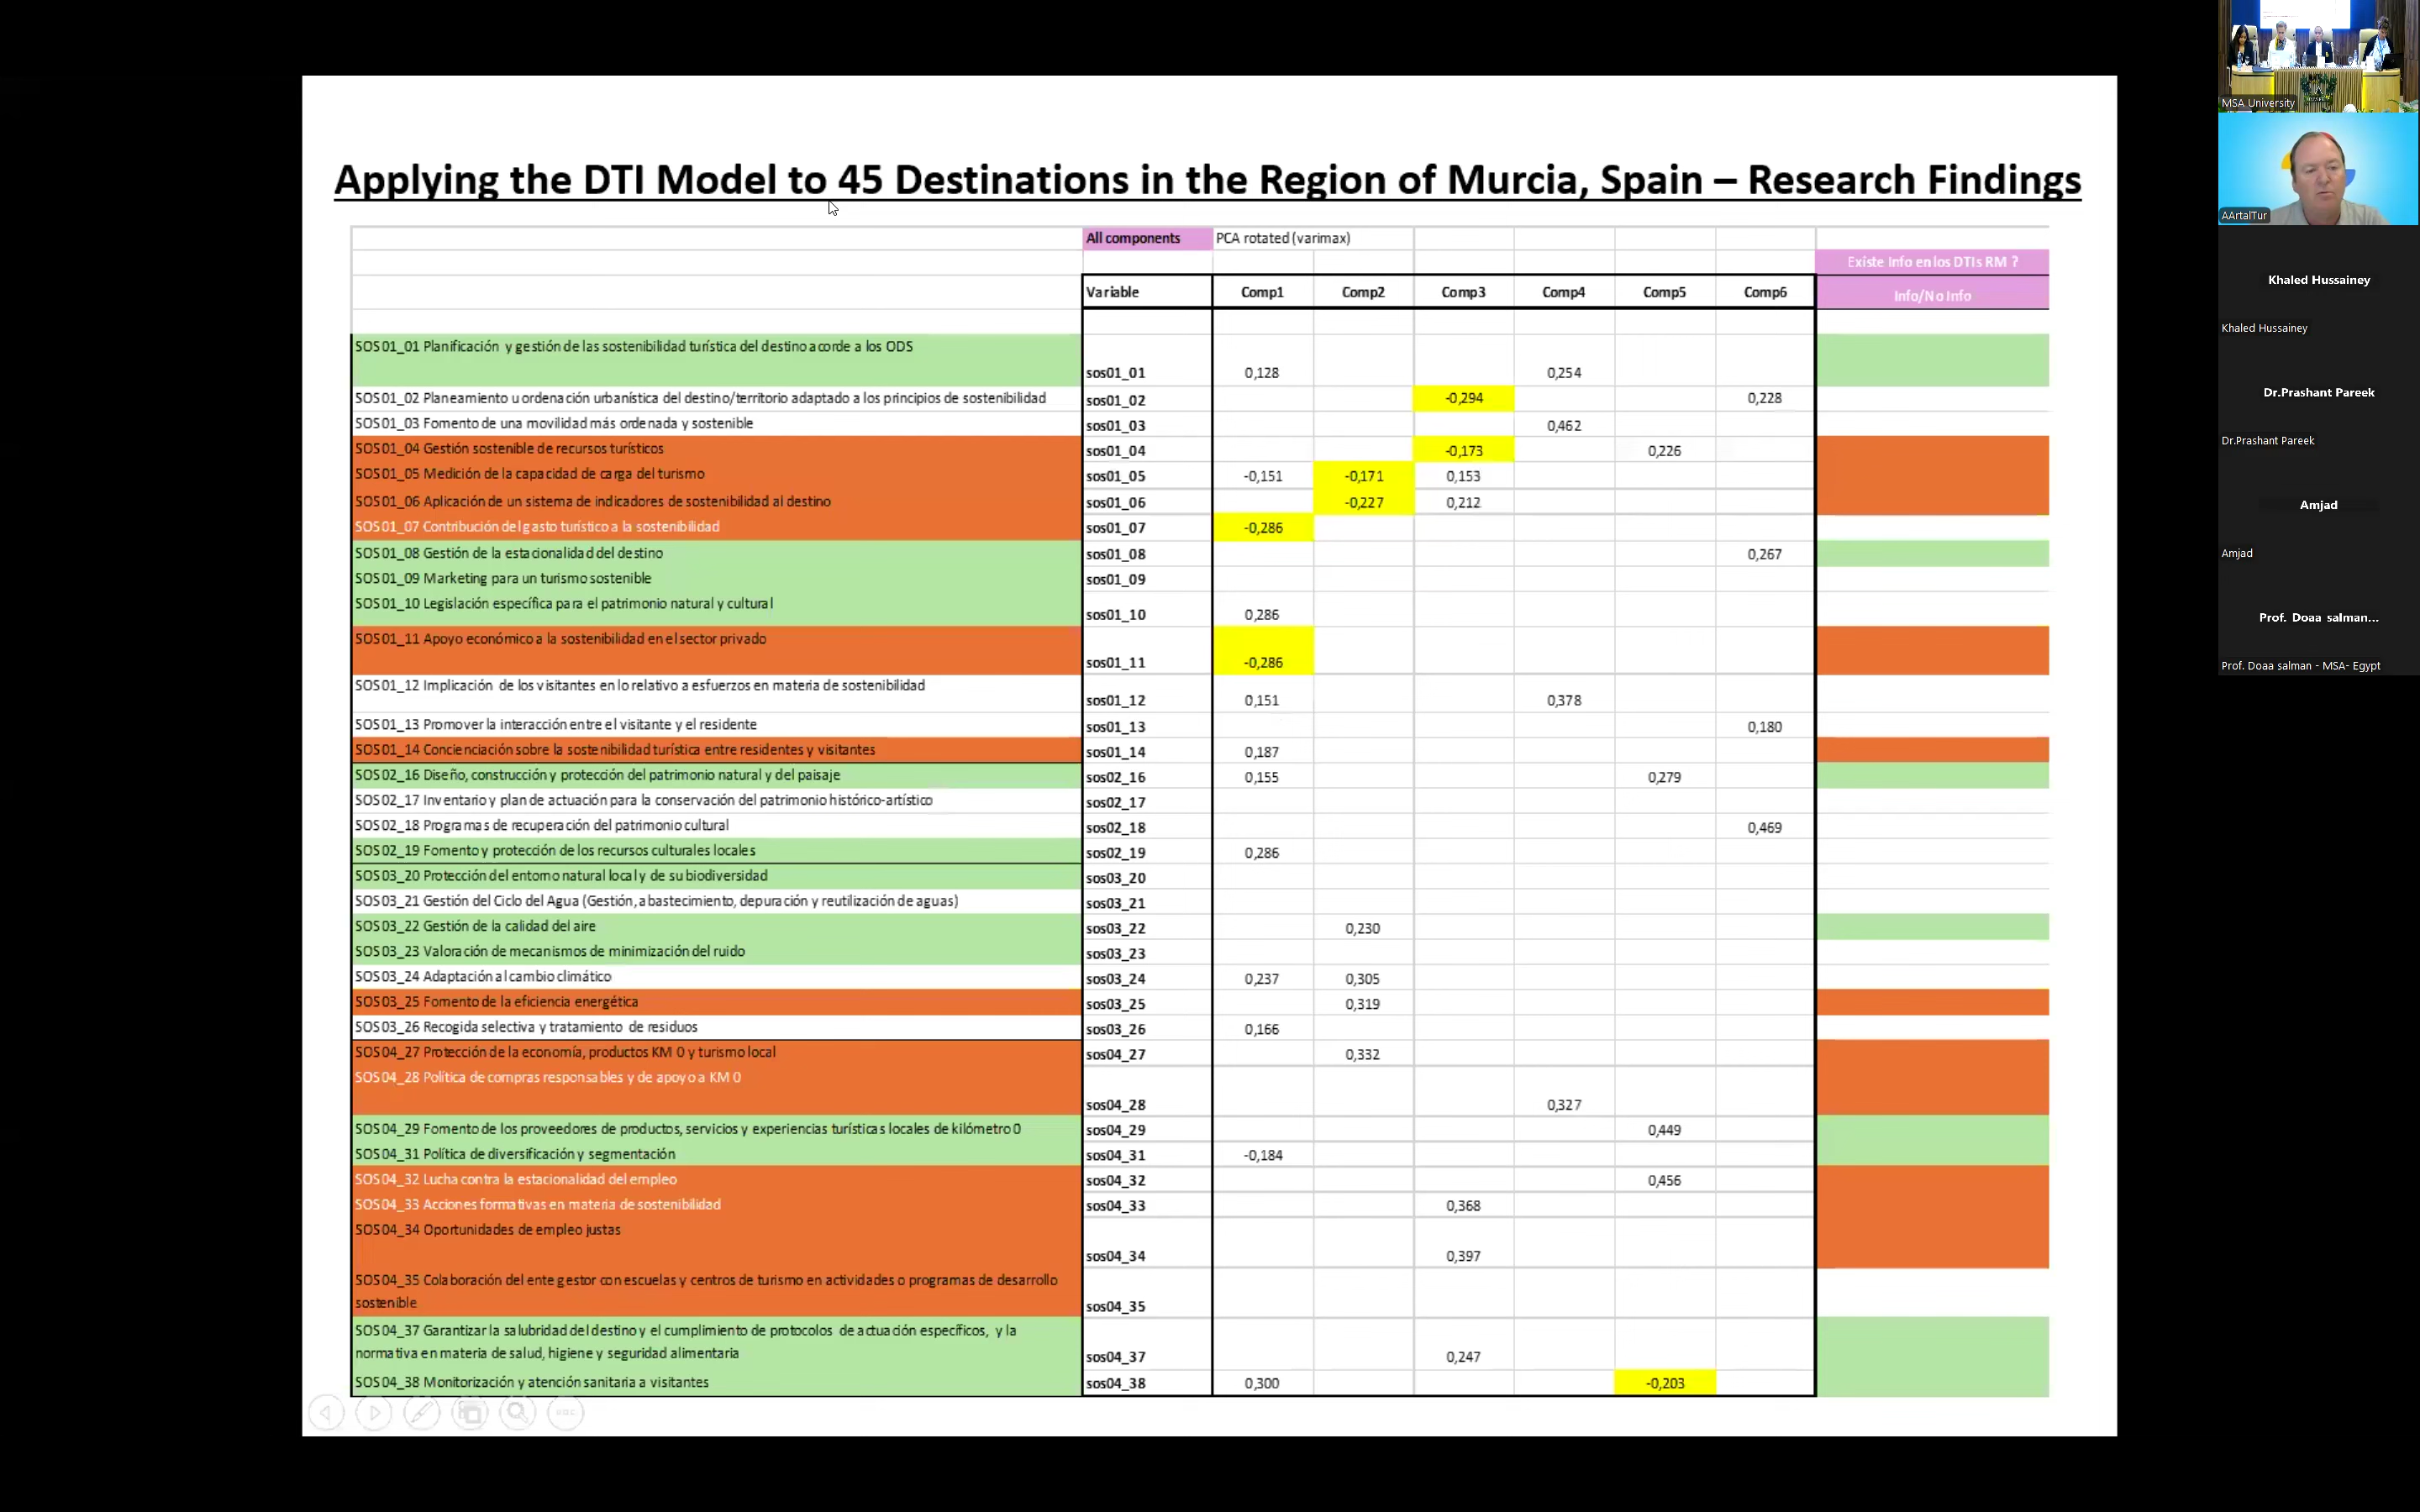 Applying the DTI Model to 45 Destinations in the Region of Murcia, Spain – Research Findings
All components PCA rotated (varimax)
Existe Info en los DTIs RM ?
Variable Comp1 Comp2 Comp3 Comp4 Comp5 Comp6 Info/No Info
SOS01_01 Planificación y gestión de las sostenibilidad turística del destino acorde a los ODS
sos01_01 0,128 0,254
SOS01_02 Planeamiento u ordenación urbanística del destino/territorio adaptado a los principios de sostenibilidad sos01_02 -0,294 0,228
SOS01_03 Fomento de una movilidad más ordenada y sostenible sos01_03 0,462
SOS01_04 Gestión sostenible de recursos turísticos sos01_04 -0,173 0,226
SOS01_05 Medición de la capacidad de carga del turismo sos01_05 -0,151 -0,171 0,153
SOS01_06 Aplicación de un sistema de indicadores de sostenibilidad al destino sos01_06 -0,227 0,212
SOS01_07 Contribución del gasto turístico a la sostenibilidad sos01_07 -0,286
SOS01_08 Gestión de la estacionalidad del destino sos01_08 0,267
SOS01_09 Marketing para un turismo sostenible sos01_09
SOS01_10 Legislación específica para el patrimonio natural y cultural sos01_10 0,286
SOS01_11 Apoyo económico a la sostenibilidad en el sector privado
sos01_11 -0,286
SOS01_12 Implicación de los visitantes en lo relativo a esfuerzos en materia de sostenibilidad
sos01_12 0,151 0,378
SOS01_13 Promover la interacción entre el visitante y el residente sos01_13 0,180
SOS01_14 Concienciación sobre la sostenibilidad turística entre residentes y visitantes sos01_14 0,187
SOS02_16 Diseño, construcción y protección del patrimonio natural y del paisaje sos02_16 0,155 0,279
SOS02_17 Inventario y plan de actuación para la conservación del patrimonio histórico-artístico sos02_17
SOS02_18 Programas de recuperación del patrimonio cultural sos02_18 0,469
SOS02_19 Fomento y protección de los recursos culturales locales sos02_19 0,286
SOS03_20 Protección del entorno natural local y de su biodiversidad sos03_20
SOS03_21 Gestión del Ciclo del Agua (Gestión, abastecimiento, depuración y reutilización de aguas) sos03_21
SOS03_22 Gestión de la calidad del aire sos03_22 0,230
SOS03_23 Valoración de mecanismos de minimización del ruido sos03_23
SOS03_24 Adaptación al cambio climático sos03_24 0,237 0,305
SOS03_25 Fomento de la eficiencia energética sos03_25 0,319
SOS03_26 Recogida selectiva y tratamiento de residuos sos03_26 0,166
SOS04_27 Protección de la economía, productos KM 0 y turismo local sos04_27 0,332
SOS04_28 Política de compras responsables y de apoyo a KM 0
sos04_28 0,327
SOS04_29 Fomento de los proveedores de productos, servicios y experiencias turísticas locales de kilómetro 0 sos04_29 0,449
SOS04_31 Política de diversificación y segmentación sos04_31 -0,184
SOS04_32 Lucha contra la estacionalidad del empleo sos04_32 0,456
SOS04_33 Acciones formativas en materia de sostenibilidad sos04_33 0,368
SOS04_34 Oportunidades de empleo justas
sos04_34 0,397
SOS04_35 Colaboración del ente gestor con escuelas y centros de turismo en actividades o programas de desarrollo
sostenible sos04_35
SOS04_37 Garantizar la salubridad del destino y el cumplimiento de protocolos de actuación específicos, y la
normativa en materia de salud, higiene y seguridad alimentaria sos04_37 0,247
SOS04_38 Monitorización y atención sanitaria a visitantes sos04_38 0,300 -0,203
MSA University
AArtalTur
Khaled Hussainey
Khaled Hussainey
Dr.Prashant Pareek
Dr.Prashant Pareek
Amjad
Amjad
Prof. Doaa salman...
Prof. Doaa salman - MSA- Egypt